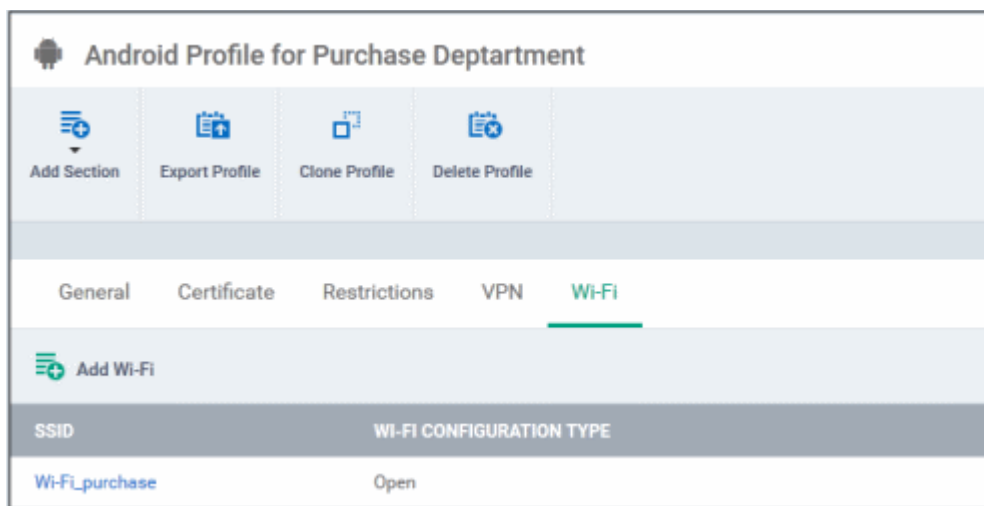 Android Profile for Purchase Deptartment
Add Section Export Profile Clone Profile Delete Profile
General Certificate Restrictions VPN Wi-Fi
Add Wi-Fi
SSID WI-FI CONFIGURATION TYPE
Wi-Fi_purchase Open